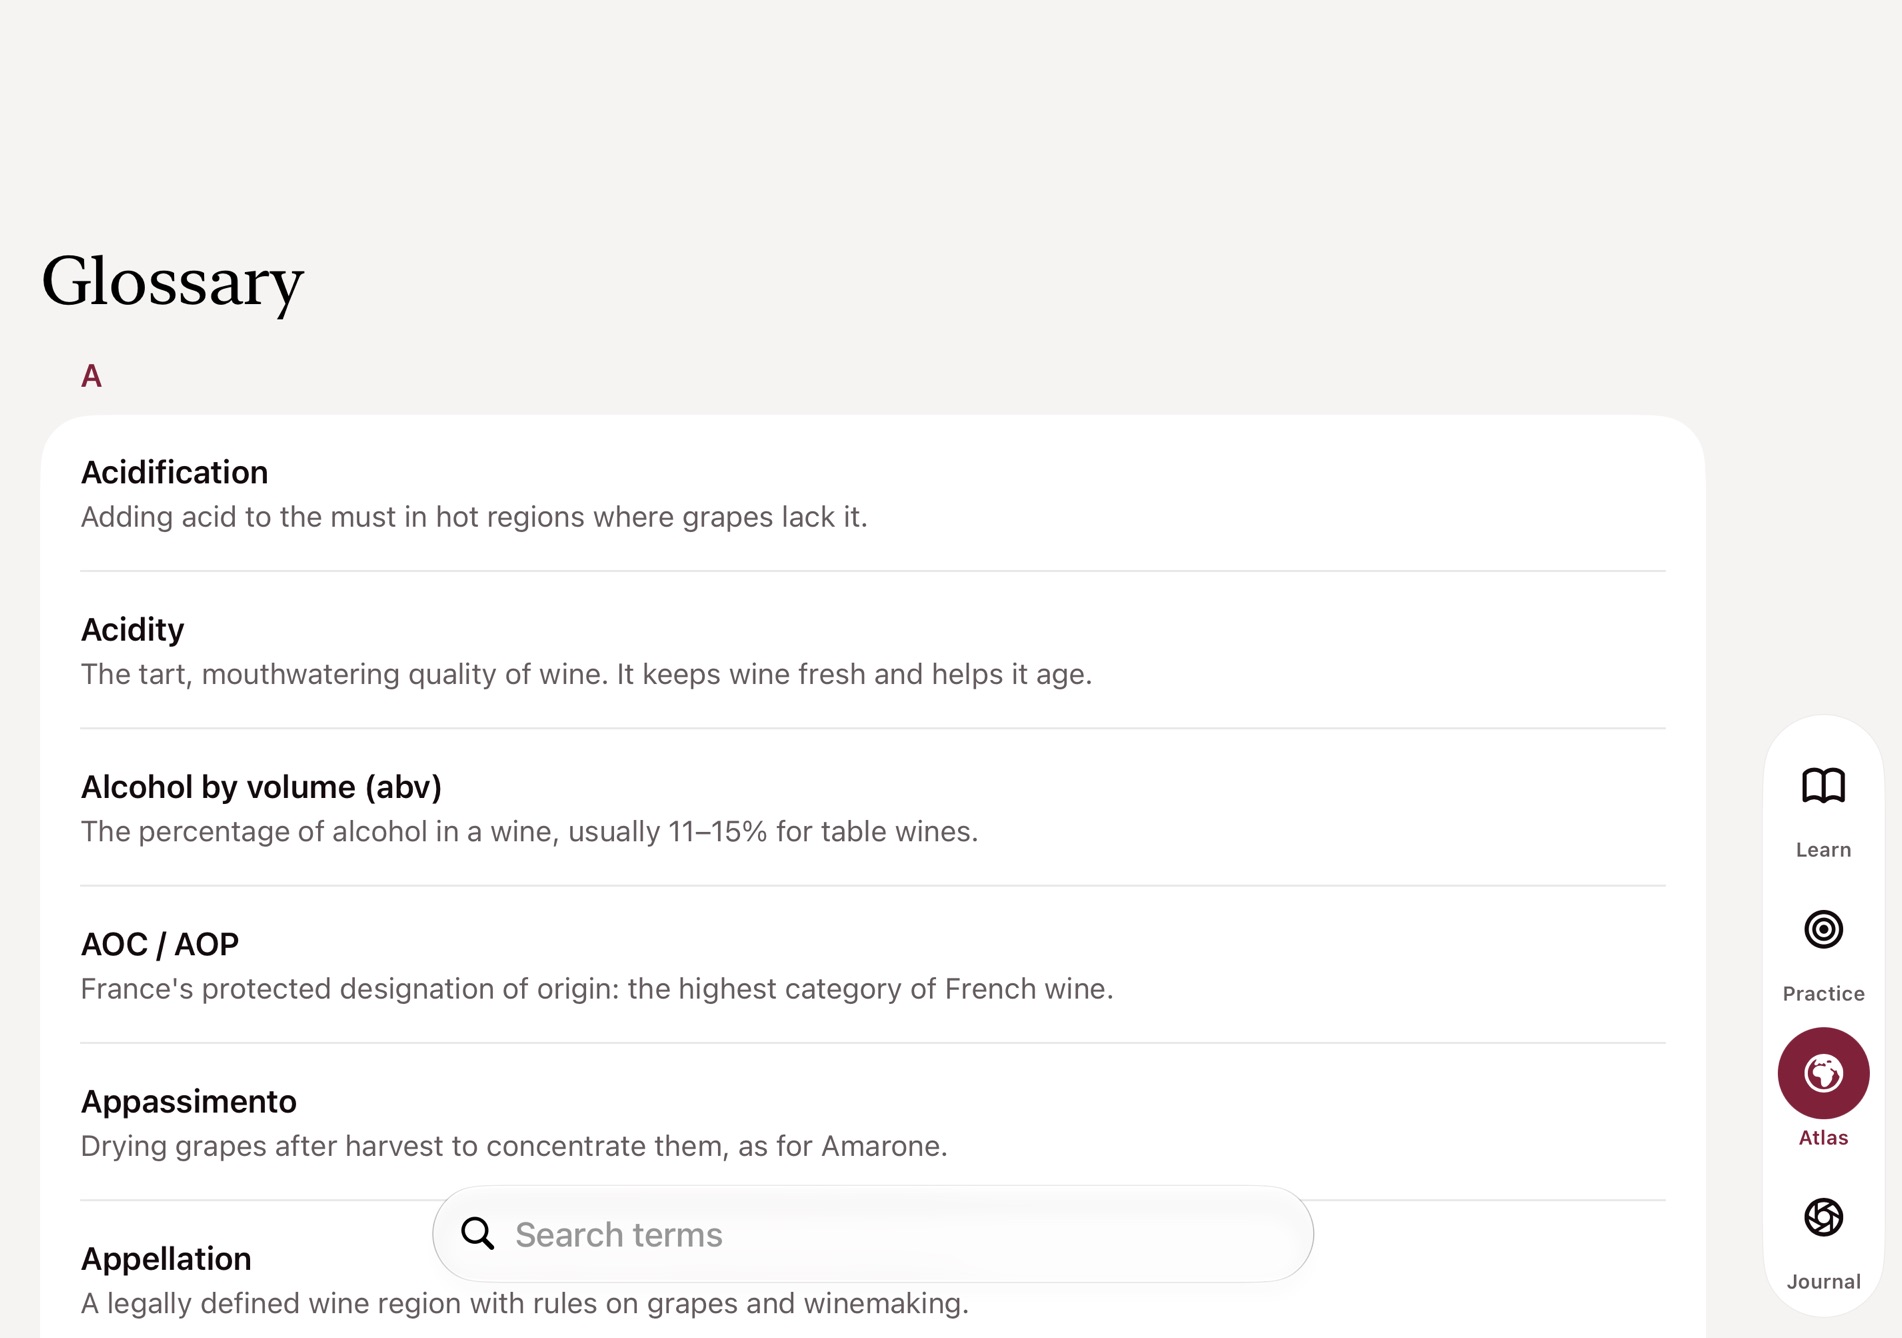 Glossary
A
Acidification
Adding acid to the must in hot regions where grapes lack it.
Acidity
The tart, mouthwatering quality of wine. It keeps wine fresh and helps it age.
Alcohol by volume (abv)
The percentage of alcohol in a wine, usually 11–15% for table wines.
AOC / AOP
France's protected designation of origin: the highest category of French wine.
Appassimento
Drying grapes after harvest to concentrate them, as for Amarone.
Appellation
A legally defined wine region with rules on grapes and winemaking.
Search terms
Learn
Practice
Atlas
Journal